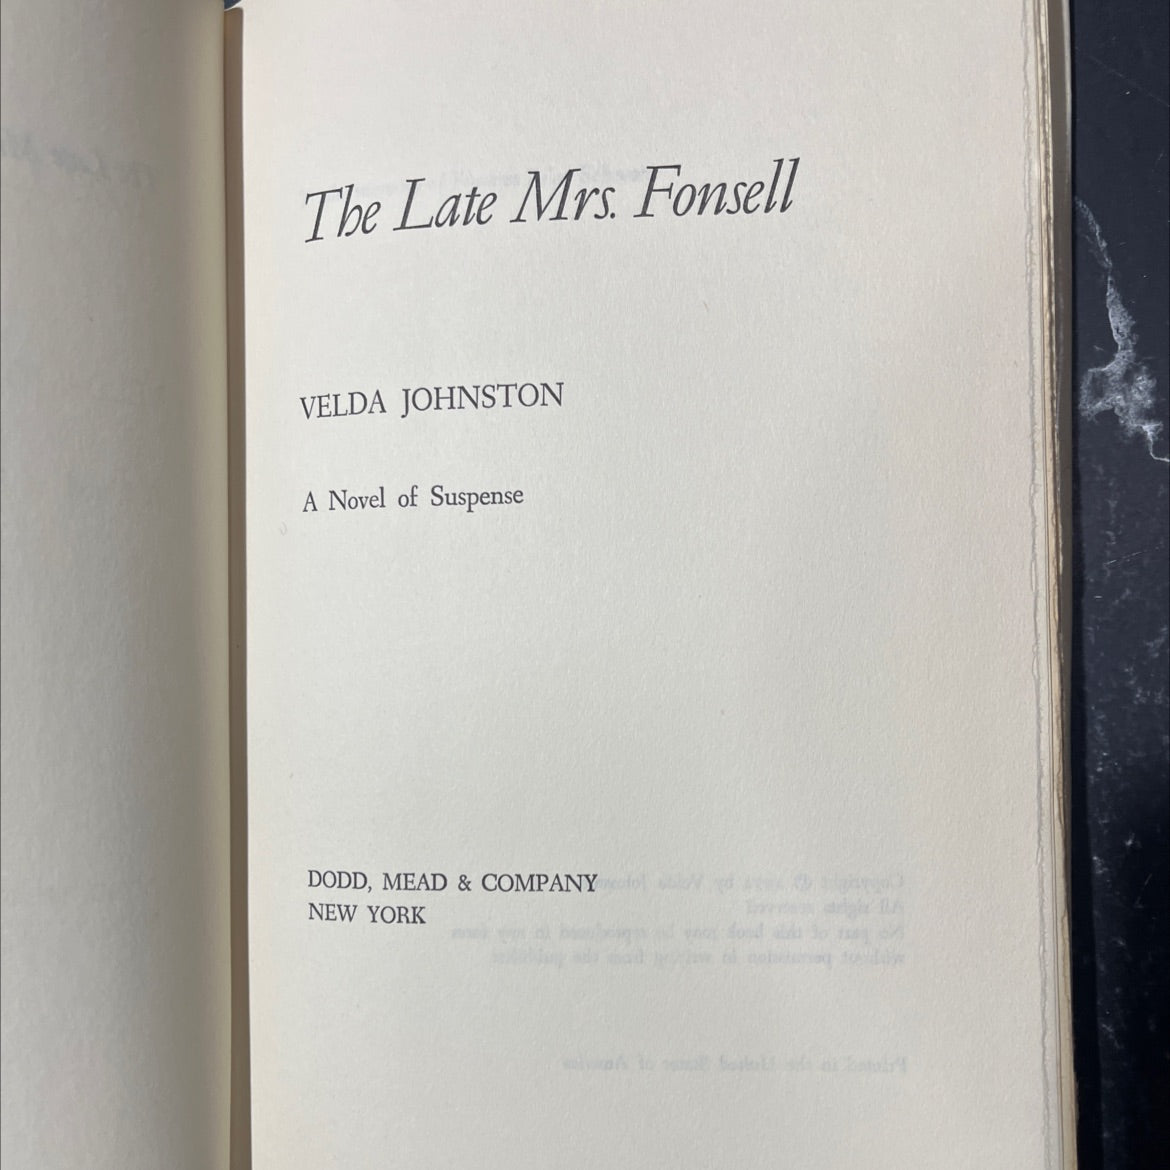 The Late Mrs. Fonsell
VELDA JOHNSTON
A Novel of Suspense
DODD, MEAD & COMPANY
NEW YORK